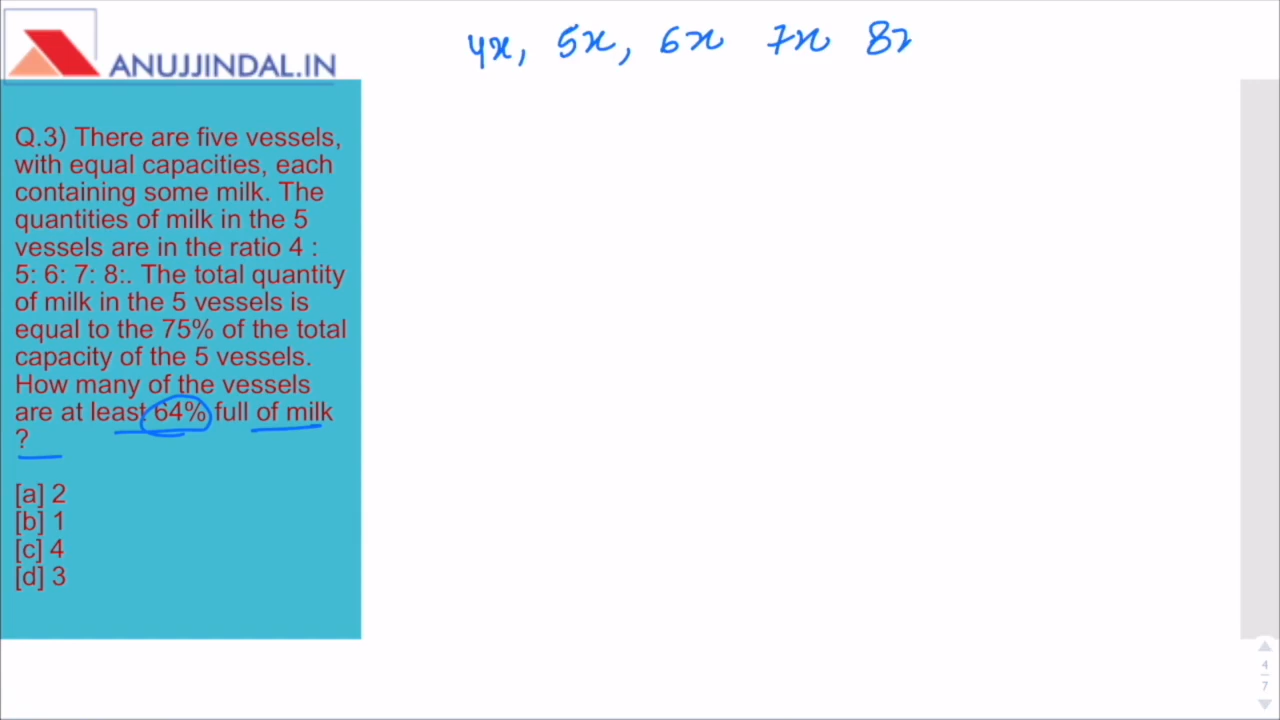 ANUJJINDAL.IN
4x, 5x, 6x 7x 8x
Q.3) There are five vessels,
with equal capacities, each
containing some milk. The
quantities of milk in the 5
vessels are in the ratio 4 :
5: 6: 7: 8:. The total quantity
of milk in the 5 vessels is
equal to the 75% of the total
capacity of the 5 vessels.
How many of the vessels
are at least 64% full of milk
?
[a] 2
[b] 1
[c] 4
[d] 3
4
7